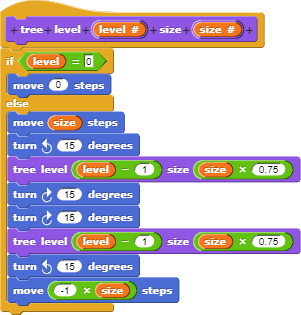 + tree level + level # + size + size # +
if level = 0
move 0 steps
else
move size steps
turn ↺ 15 degrees
tree level level − 1 size size × 0.75
turn ↻ 15 degrees
turn ↻ 15 degrees
tree level level − 1 size size × 0.75
turn ↺ 15 degrees
move -1 × size steps